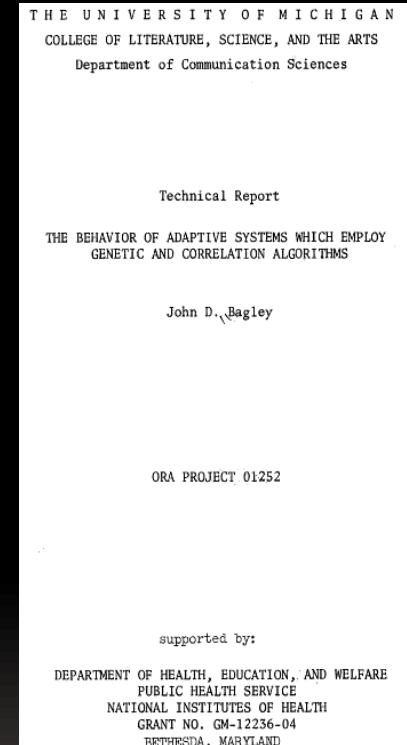 THE UNIVERSITY OF MICHIGAN
COLLEGE OF LITERATURE, SCIENCE, AND THE ARTS
Department of Communication Sciences
Technical Report
THE BEHAVIOR OF ADAPTIVE SYSTEMS WHICH EMPLOY
GENETIC AND CORRELATION ALGORITHMS
John D. Bagley
ORA PROJECT 01252
supported by:
DEPARTMENT OF HEALTH, EDUCATION, AND WELFARE
PUBLIC HEALTH SERVICE
NATIONAL INSTITUTES OF HEALTH
GRANT NO. GM-12236-04
BETHESDA, MARYLAND